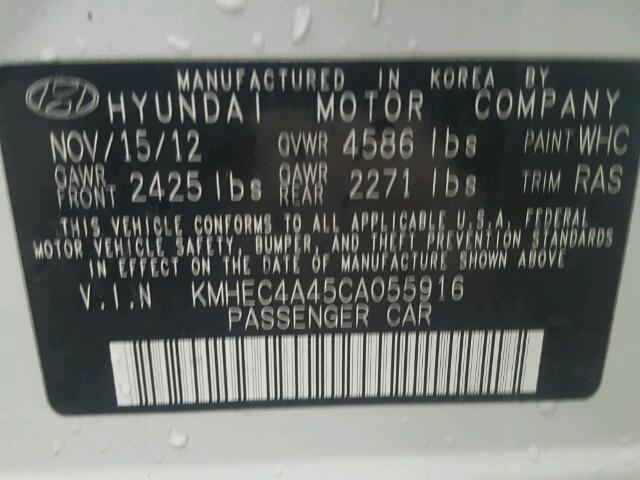 MANUFACTURED IN KOREA BY
HYUNDAI MOTOR COMPANY
NOV/15/12 GVWR 4586 lbs PAINT WHC
GAWR FRONT 2425 lbs GAWR REAR 2271 lbs TRIM RAS
THIS VEHICLE CONFORMS TO ALL APPLICABLE U.S.A. FEDERAL
MOTOR VEHICLE SAFETY, BUMPER, AND THEFT PREVENTION STANDARDS
IN EFFECT ON THE DATE OF MANUFACTURE SHOWN ABOVE
V.I.N KMHEC4A45CA055916
PASSENGER CAR